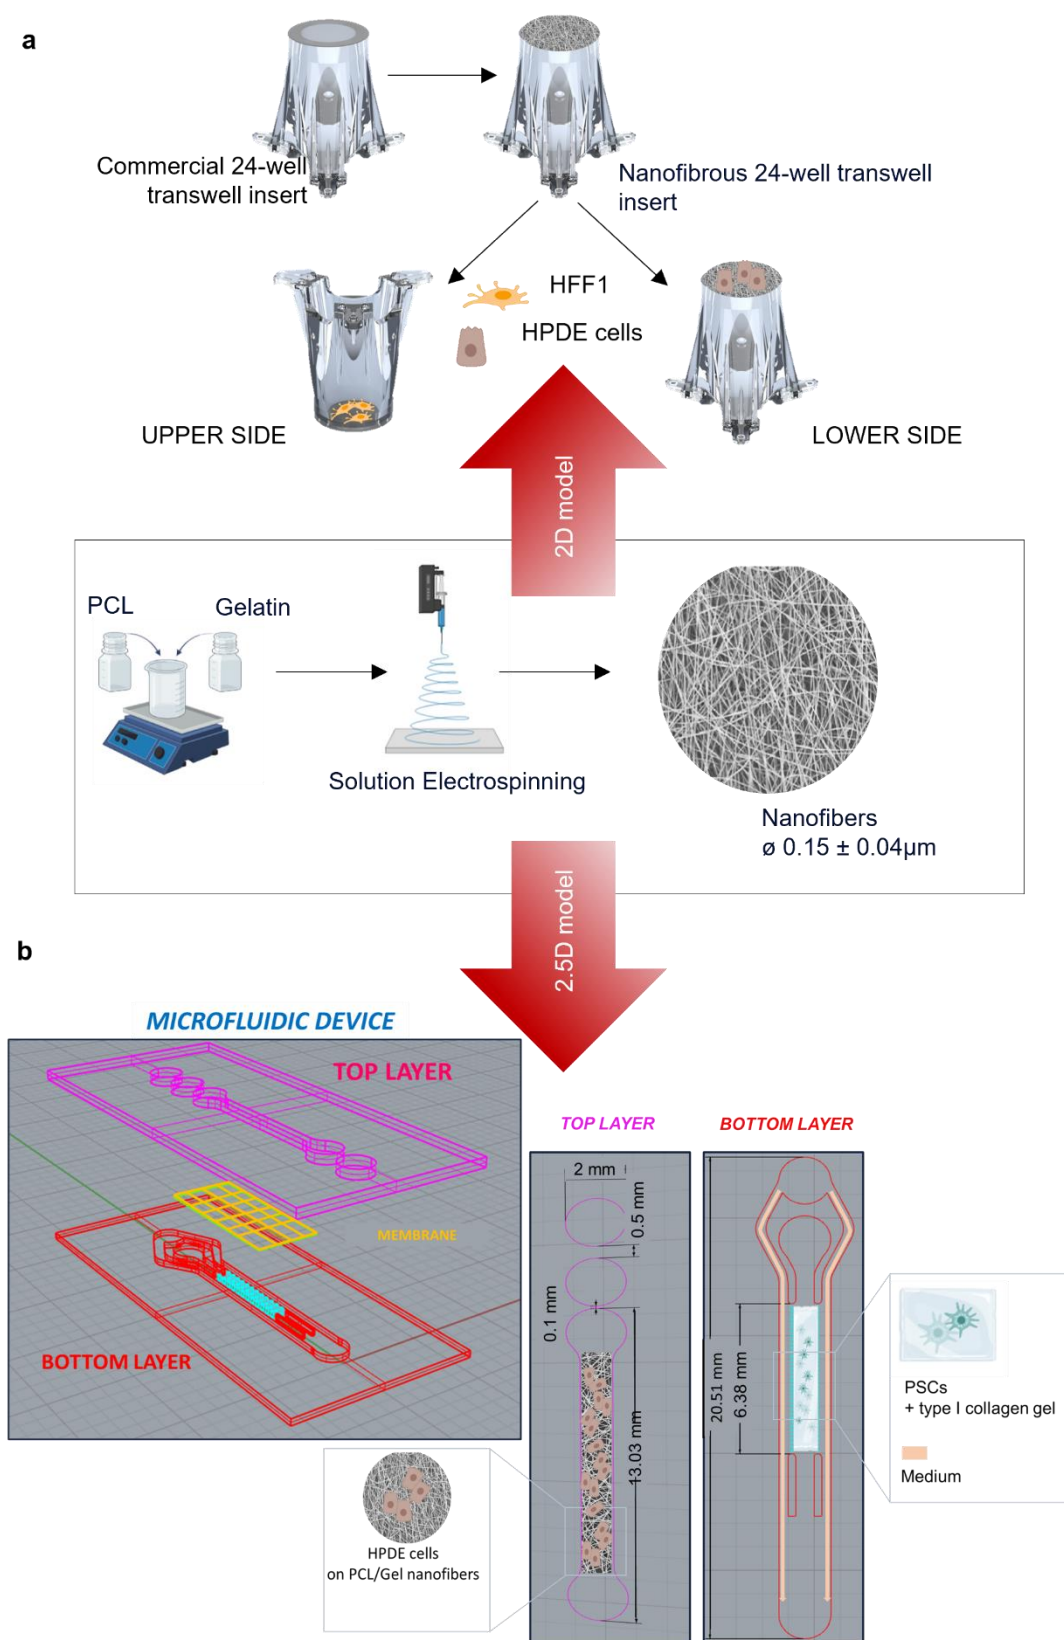 a
Commercial 24-well
transwell insert
Nanofibrous 24-well transwell
insert
HFF1
HPDE cells
UPPER SIDE
LOWER SIDE
2D model
PCL
Gelatin
Solution Electrospinning
Nanofibers
ø 0.15 ± 0.04µm
2.5D model
b
MICROFLUIDIC DEVICE
TOP LAYER
MEMBRANE
BOTTOM LAYER
TOP LAYER
BOTTOM LAYER
2 mm
0.5 mm
0.1 mm
13.03 mm
20.51 mm
6.38 mm
PSCs
+ type I collagen gel
Medium
HPDE cells
on PCL/Gel nanofibers